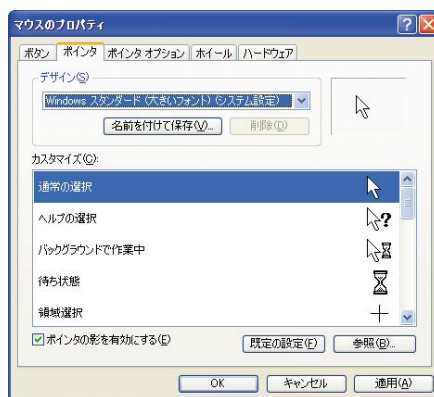 マウスのプロパティ
ボタン ポインタ ポインタ オプション ホイール ハードウェア
デザイン(S)
Windows スタンダード (大きいフォント) (システム設定)
名前を付けて保存(V)... 削除(D)
カスタマイズ(C):
通常の選択
ヘルプの選択
バックグラウンドで作業中
待ち状態
領域選択
ポインタの影を有効にする(E)
既定の設定(F) 参照(B)...
OK キャンセル 適用(A)